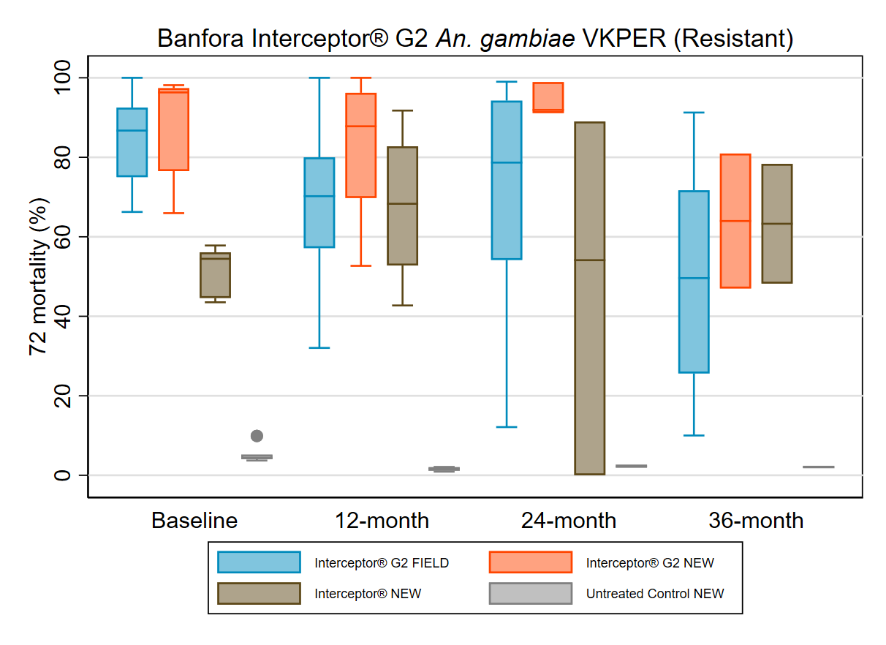 Banfora Interceptor® G2 An. gambiae VKPER (Resistant)
72 mortality (%)
100
80
60
40
20
0
Baseline 12-month 24-month 36-month
Interceptor® G2 FIELD Interceptor® G2 NEW
Interceptor® NEW Untreated Control NEW